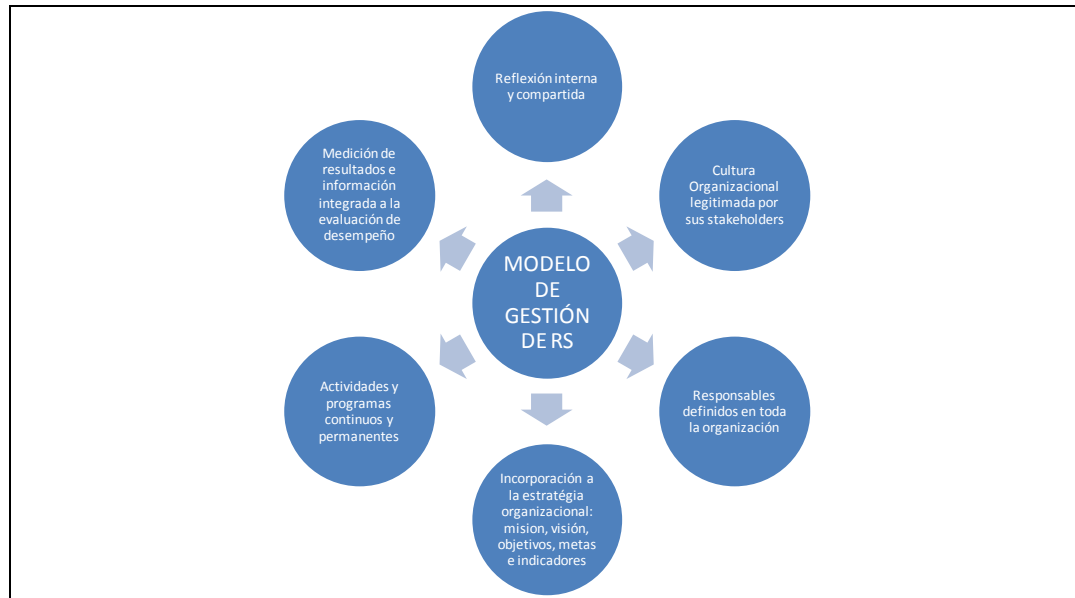 Reflexión interna
y compartida
Cultura
Organizacional
legitimada por
sus stakeholders
Responsables
definidos en toda
la organización
Incorporación a
la estratégia
organizacional:
mision, visión,
objetivos, metas
e indicadores
Actividades y
programas
continuos y
permanentes
Medición de
resultados e
información
integrada a la
evaluación de
desempeño
MODELO
DE
GESTIÓN
DE RS